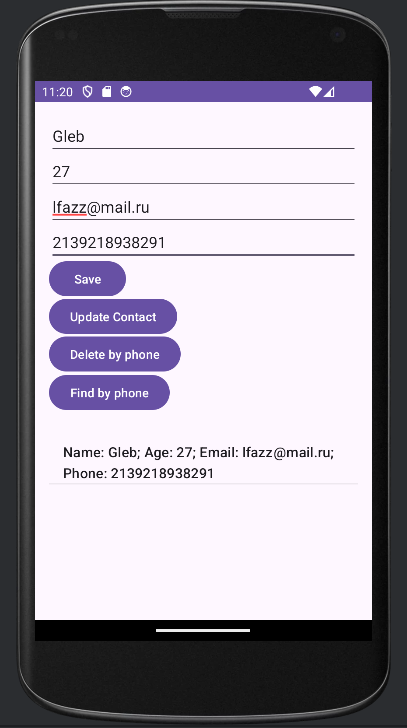 11:20
Gleb
27
lfazz@mail.ru
2139218938291
Save
Update Contact
Delete by phone
Find by phone
Name: Gleb; Age: 27; Email: lfazz@mail.ru;
Phone: 2139218938291